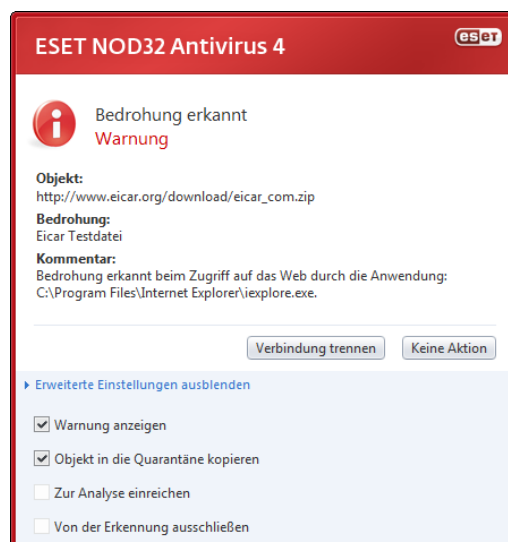 ESET NOD32 Antivirus 4
eset
Bedrohung erkannt
Warnung
Objekt:
http://www.eicar.org/download/eicar_com.zip
Bedrohung:
Eicar Testdatei
Kommentar:
Bedrohung erkannt beim Zugriff auf das Web durch die Anwendung:
C:\Program Files\Internet Explorer\iexplore.exe.
Verbindung trennen Keine Aktion
Erweiterte Einstellungen ausblenden
Warnung anzeigen
Objekt in die Quarantäne kopieren
Zur Analyse einreichen
Von der Erkennung ausschließen